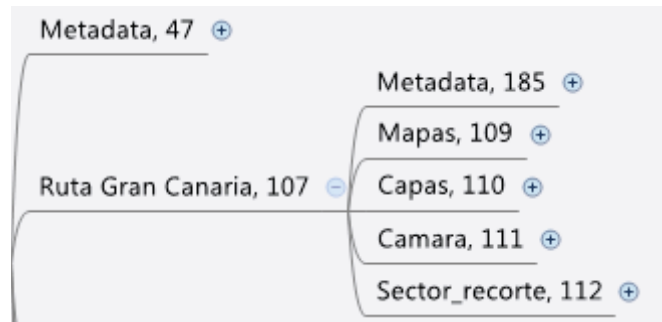 Metadata, 47
Ruta Gran Canaria, 107
Metadata, 185
Mapas, 109
Capas, 110
Camara, 111
Sector_recorte, 112